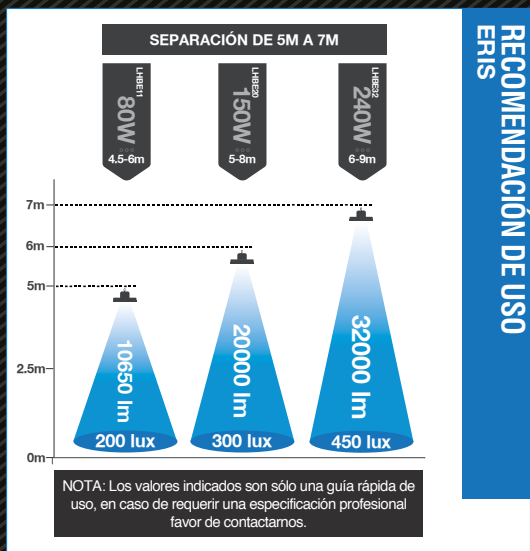 RECOMENDACIÓN DE USO
ERIS
SEPARACIÓN DE 5M A 7M
LHBE11
80W
4.5-6m
LHBE20
150W
5-8m
LHBE32
240W
6-9m
7m
6m
5m
2.5m
0m
10650 lm
200 lux
20000 lm
300 lux
32000 lm
450 lux
NOTA: Los valores indicados son sólo una guía rápida de
uso, en caso de requerir una especificación profesional
favor de contactarnos.